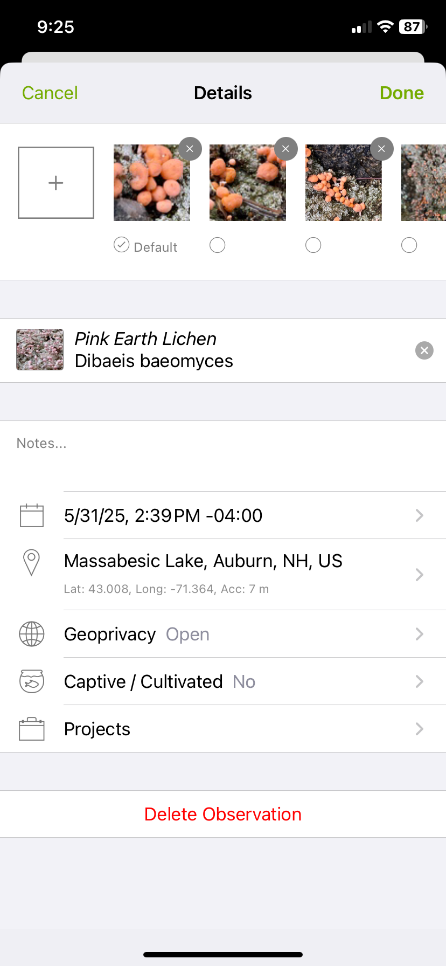 9:25
87
Cancel
Details
Done
Default
Pink Earth Lichen
Dibaeis baeomyces
Notes...
5/31/25, 2:39 PM -04:00
Massabesic Lake, Auburn, NH, US
Lat: 43.008, Long: -71.364, Acc: 7 m
Geoprivacy Open
Captive / Cultivated No
Projects
Delete Observation